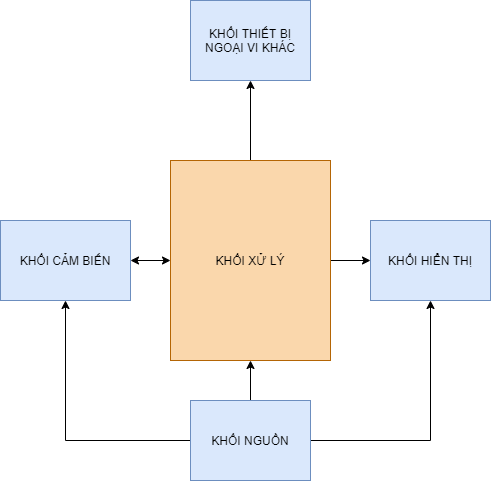 KHỐI THIẾT BỊ
NGOẠI VI KHÁC
KHỐI CẢM BIẾN
KHỐI XỬ LÝ
KHỐI HIỂN THỊ
KHỐI NGUỒN